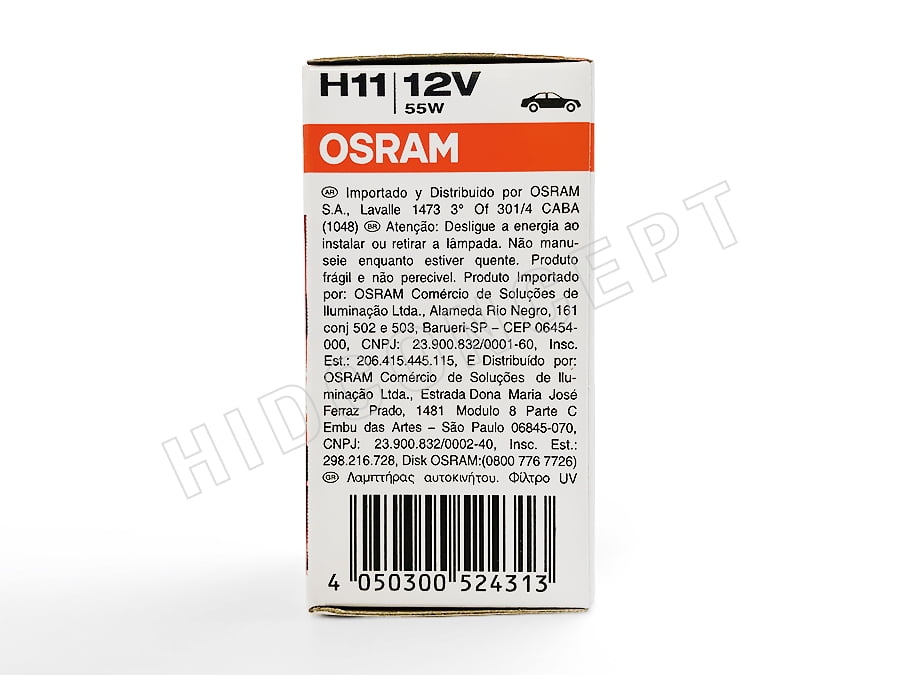 H11 12V
55W
OSRAM
AR Importado y Distribuido por OSRAM
S.A., Lavalle 1473 3° Of 301/4 CABA
(1048) BR Atenção: Desligue a energia ao
instalar ou retirar a lâmpada. Não manu-
seie enquanto estiver quente. Produto
frágil e não perecivel. Produto Importado
por: OSRAM Comércio de Soluções de
Iluminação Ltda., Alameda Rio Negro, 161
conj 502 e 503, Barueri-SP – CEP 06454-
000, CNPJ: 23.900.832/0001-60, Insc.
Est.: 206.415.445.115, E Distribuído por:
OSRAM Comércio de Soluções de Ilu-
minação Ltda., Estrada Dona Maria José
Ferraz Prado, 1481 Modulo 8 Parte C
Embu das Artes – São Paulo 06845-070,
CNPJ: 23.900.832/0002-40, Insc. Est.:
298.216.728, Disk OSRAM:(0800 776 7726)
GR Λαμπτήρας αυτοκινήτου. Φίλτρο UV
4 050300 524313
HIDCONCEPT